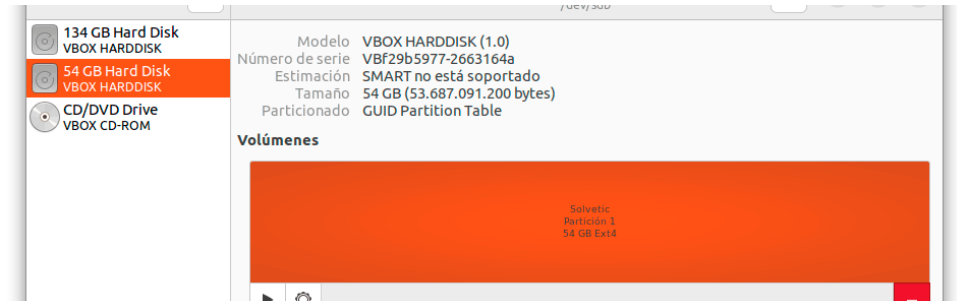 /dev/sdb
134 GB Hard Disk
VBOX HARDDISK
54 GB Hard Disk
VBOX HARDDISK
CD/DVD Drive
VBOX CD-ROM
Modelo VBOX HARDDISK (1.0)
Número de serie VBf29b5977-2663164a
Estimación SMART no está soportado
Tamaño 54 GB (53.687.091.200 bytes)
Particionado GUID Partition Table
Volúmenes
Solvetic
Partición 1
54 GB Ext4